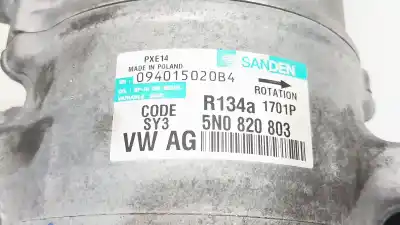 PXE14
MADE IN POLAND
SANDEN
094015020B4
ROTATION
R134a 1701P
CODE
SY3
5N0 820 803
VW AG